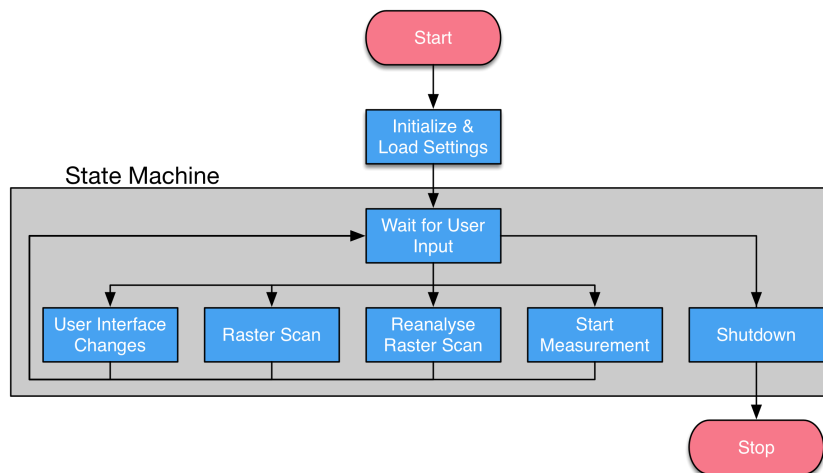 Start
Initialize &
Load Settings
State Machine
Wait for User
Input
User Interface
Changes
Raster Scan
Reanalyse
Raster Scan
Start
Measurement
Shutdown
Stop